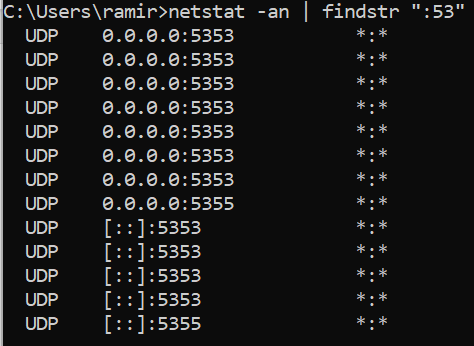 C:\Users\ramir>netstat -an | findstr ":53"
UDP    0.0.0.0:5353           *:*
UDP    0.0.0.0:5353           *:*
UDP    0.0.0.0:5353           *:*
UDP    0.0.0.0:5353           *:*
UDP    0.0.0.0:5353           *:*
UDP    0.0.0.0:5353           *:*
UDP    0.0.0.0:5353           *:*
UDP    0.0.0.0:5355           *:*
UDP    [::]:5353              *:*
UDP    [::]:5353              *:*
UDP    [::]:5353              *:*
UDP    [::]:5353              *:*
UDP    [::]:5355              *:*